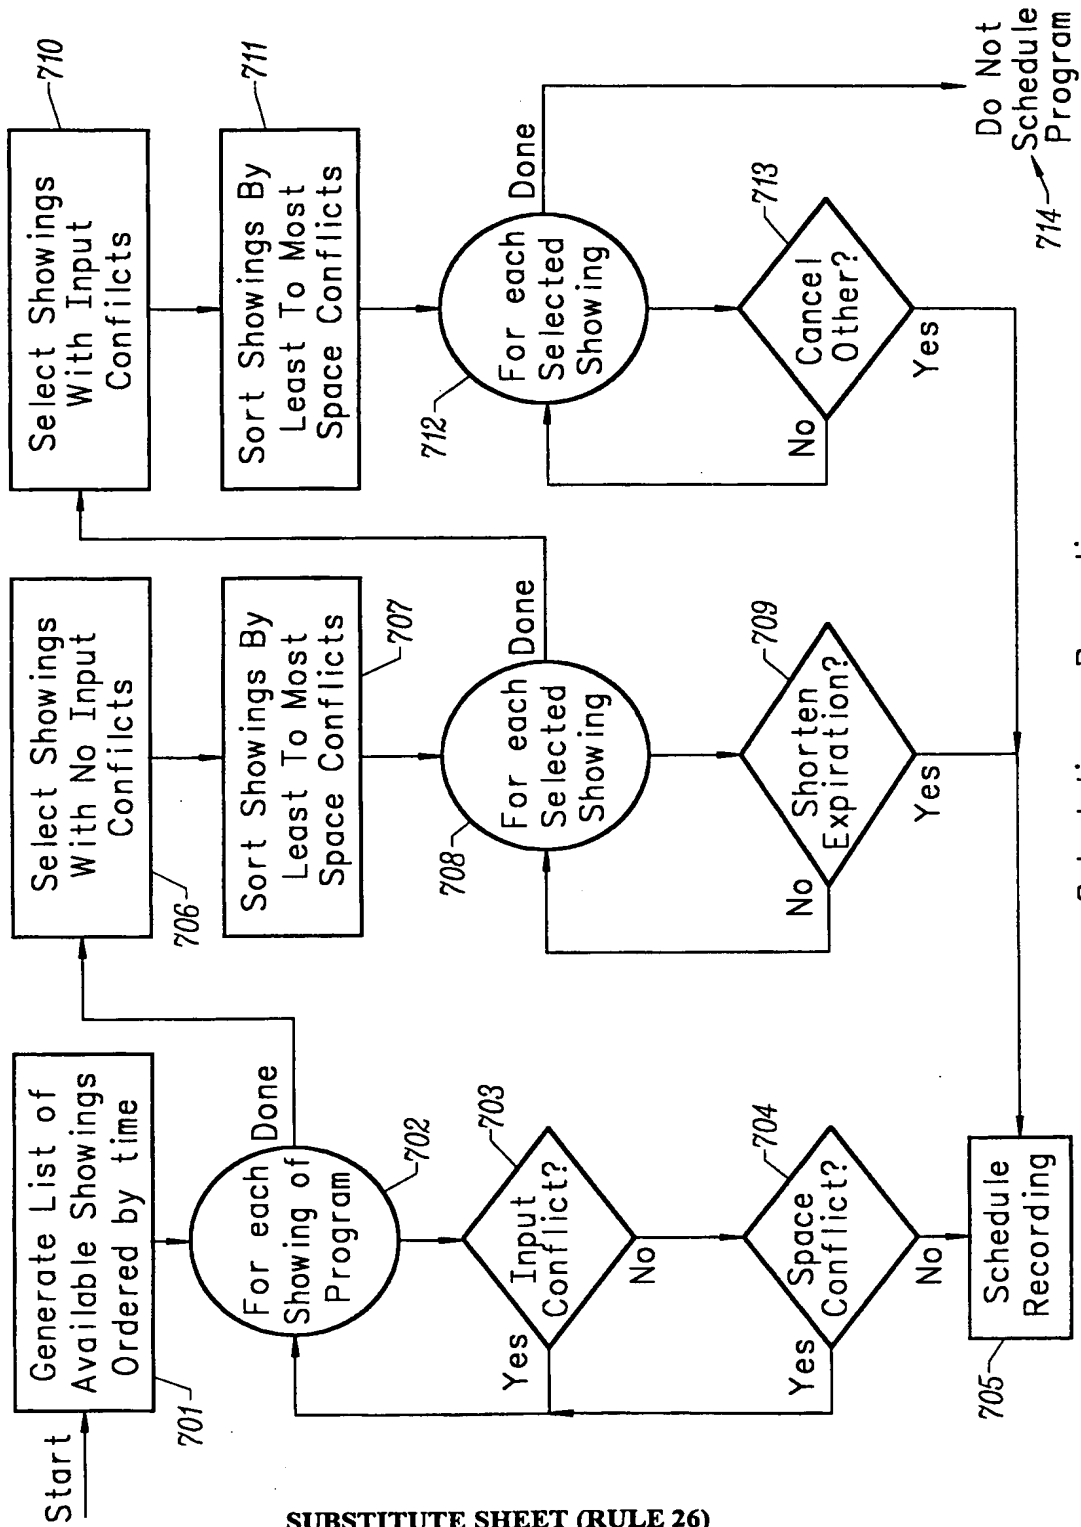 Start
Generate List of
Available Showings
Ordered by time
701
For each
Showing of
Program
Done
702
Input
Conflict?
703
Yes
No
Space
Conflict?
704
Yes
No
Schedule
Recording
705
Select Showings
With No Input
Confilcts
706
Sort Showings By
Least To Most
Space Conflicts
707
For each
Selected
Showing
Done
708
Shorten
Expiration?
709
No
Yes
Select Showings
With Input
Confilcts
710
Sort Showings By
Least To Most
Space Conflicts
711
For each
Selected
Showing
Done
712
Cancel
Other?
713
No
Yes
Do Not
Schedule
Program
714
SUBSTITUTE SHEET (RULE 26)